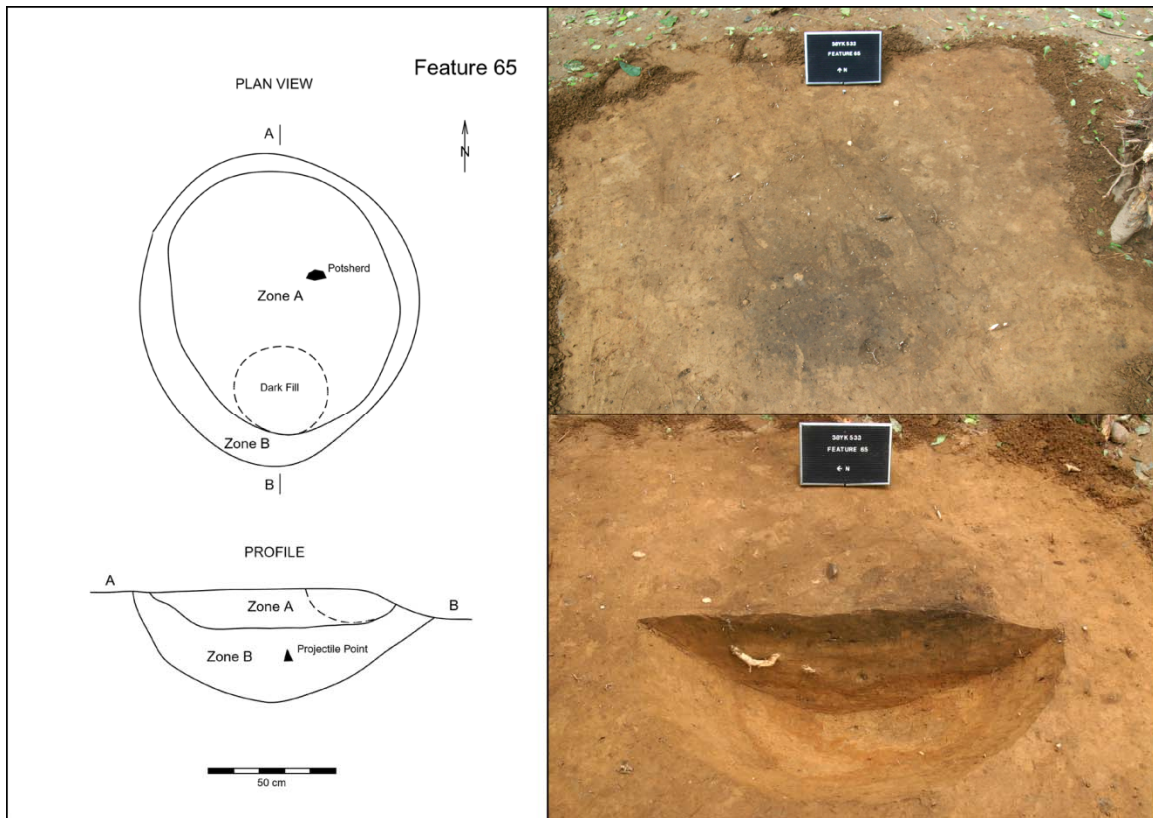 Feature 65
PLAN VIEW
A
N
Potsherd
Zone A
Dark Fill
Zone B
B
PROFILE
A
B
Zone A
Zone B
Projectile Point
50 cm
38YK533
FEATURE 65
↑ N
38YK533
FEATURE 65
← N